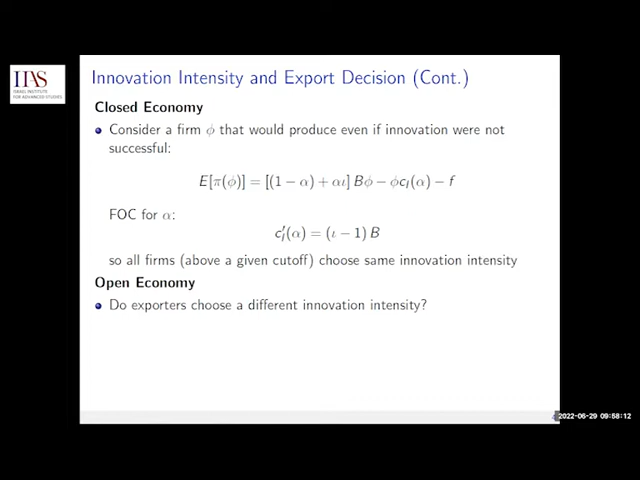 IIAS
ISRAEL INSTITUTE
FOR ADVANCED STUDIES
Innovation Intensity and Export Decision (Cont.)
Closed Economy
Consider a firm ϕ that would produce even if innovation were not
successful:
E[π(ϕ)] = [(1 − α) + αι] Bϕ − ϕc_I(α) − f
FOC for α:
c′_I(α) = (ι − 1) B
so all firms (above a given cutoff) choose same innovation intensity
Open Economy
Do exporters choose a different innovation intensity?
2022-06-29 09:58:12